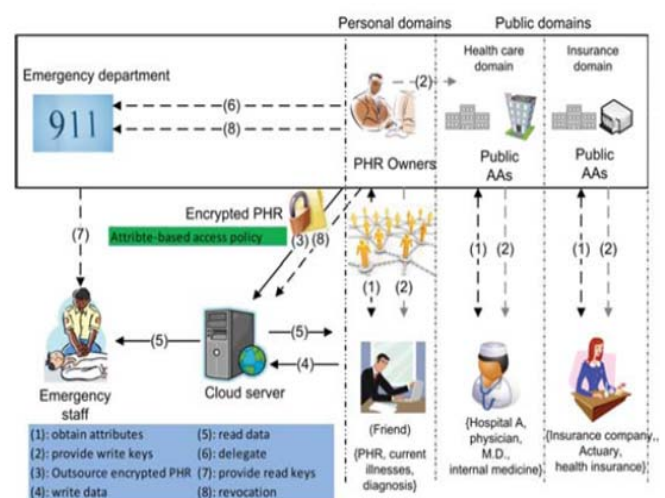 Personal domains
Public domains
Emergency department
911
(6)
(8)
(2)
PHR Owners
Health care
domain
Public
AAs
Insurance
domain
Public
AAs
Encrypted PHR
Attribte-based access policy
(3) (8)
(7)
(1) (2)
(1) (2)
(1) (2)
(5)
(5)
(4)
Emergency
staff
Cloud server
(Friend)
{PHR, current
illnesses,
diagnosis}
{Hospital A,
physician,
M.D.,
internal medicine}
{Insurance company,,
Actuary,
health insurance}
(1): obtain attributes
(2): provide write keys
(3): Outsource encrypted PHR
(4): write data
(5): read data
(6): delegate
(7): provide read keys
(8): revocation